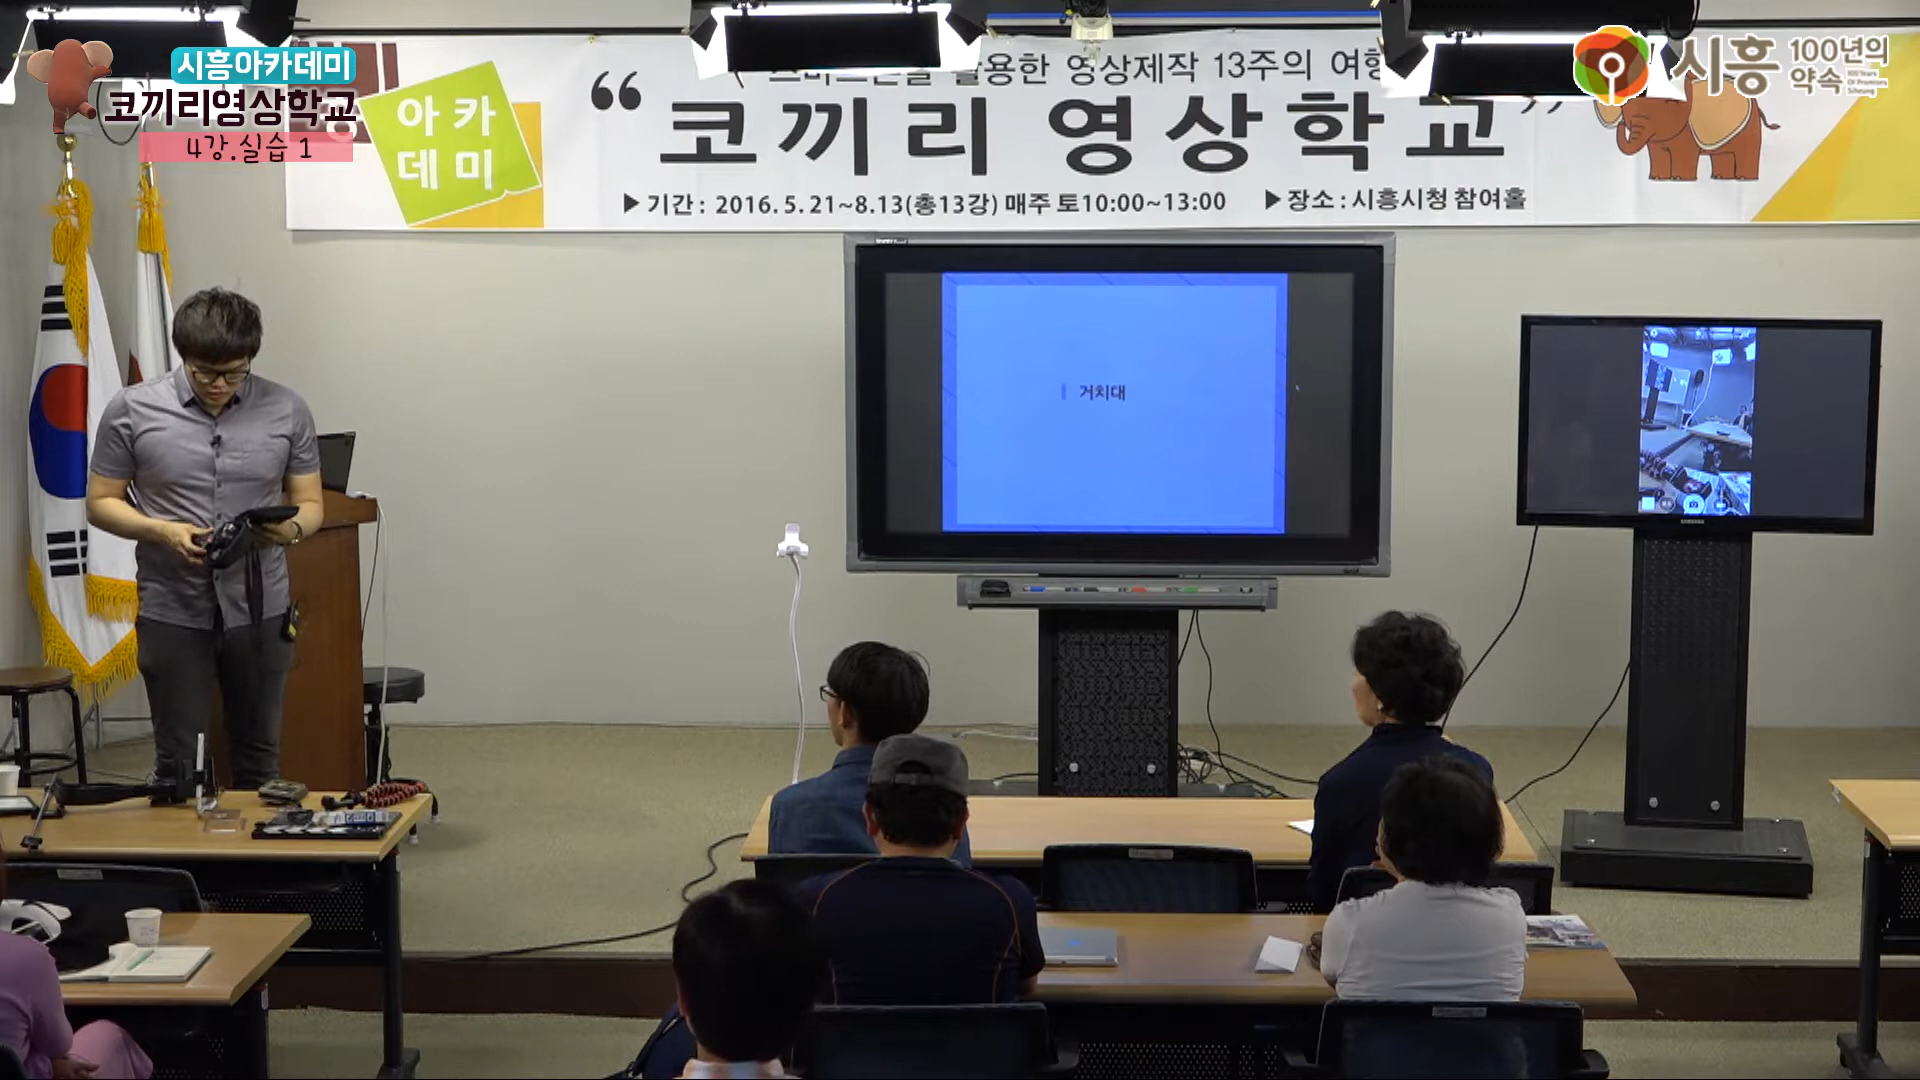 시흥아카데미
코끼리영상학교
4강.실습 1
아카
데미
활용한 영상제작 13주의 여행
“코끼리 영상학교”
▶기간 : 2016. 5. 21~8.13(총13강) 매주 토10:00~13:00 ▶장소 : 시흥시청 참여홀
시흥 100년의
약속
거치대